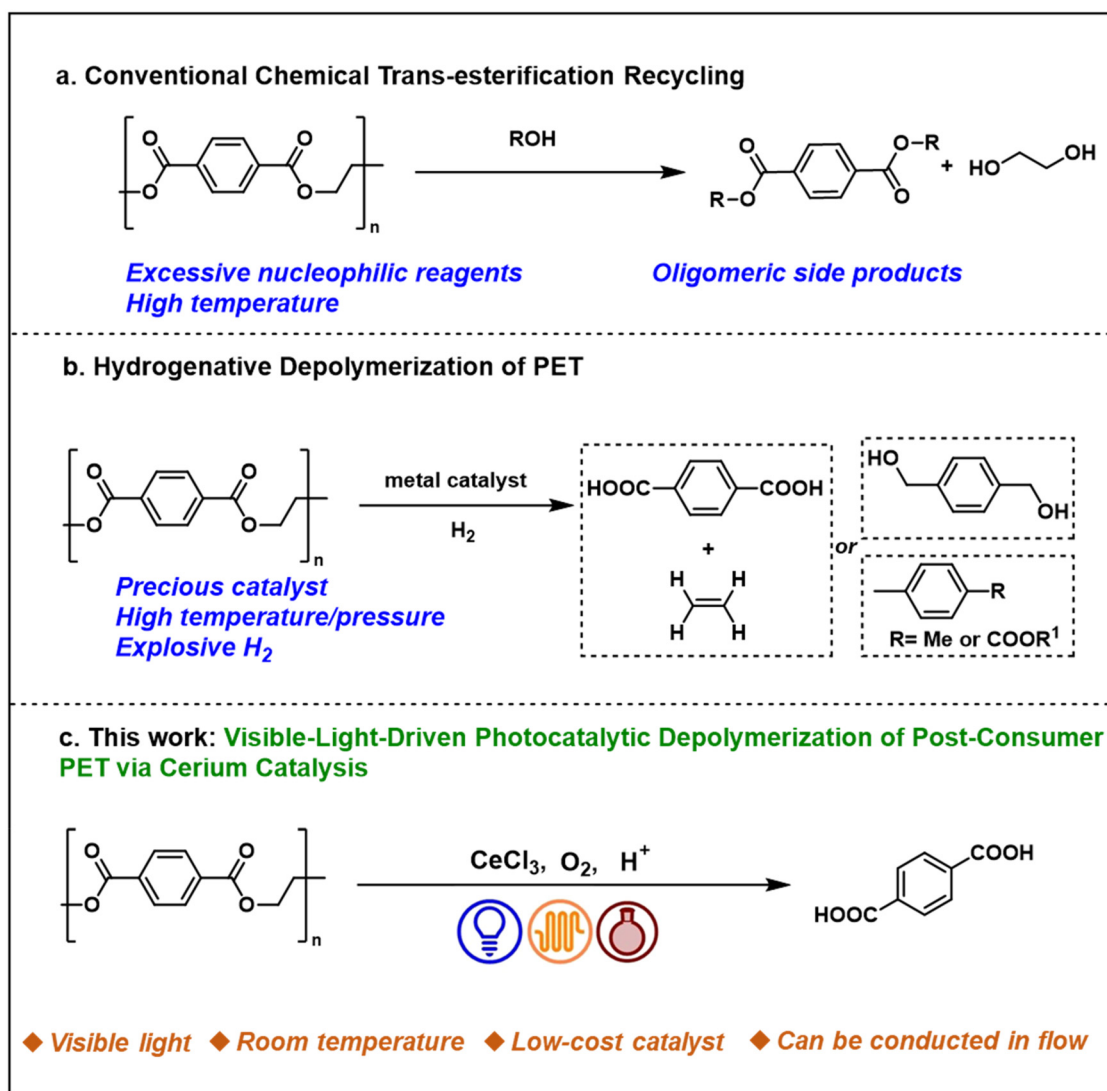 a. Conventional Chemical Trans-esterification Recycling
O
O
O
O
n
ROH
O
R-O
O-R
O
+
HO
OH
Excessive nucleophilic reagents
High temperature
Oligomeric side products
b. Hydrogenative Depolymerization of PET
O
O
O
O
n
metal catalyst
H2
HOOC
COOH
+
H
H
H
H
or
HO
OH
R
R= Me or COOR1
Precious catalyst
High temperature/pressure
Explosive H2
c. This work: Visible-Light-Driven Photocatalytic Depolymerization of Post-Consumer
PET via Cerium Catalysis
O
O
O
O
n
CeCl3, O2, H+
COOH
HOOC
◆ Visible light ◆ Room temperature ◆ Low-cost catalyst ◆ Can be conducted in flow